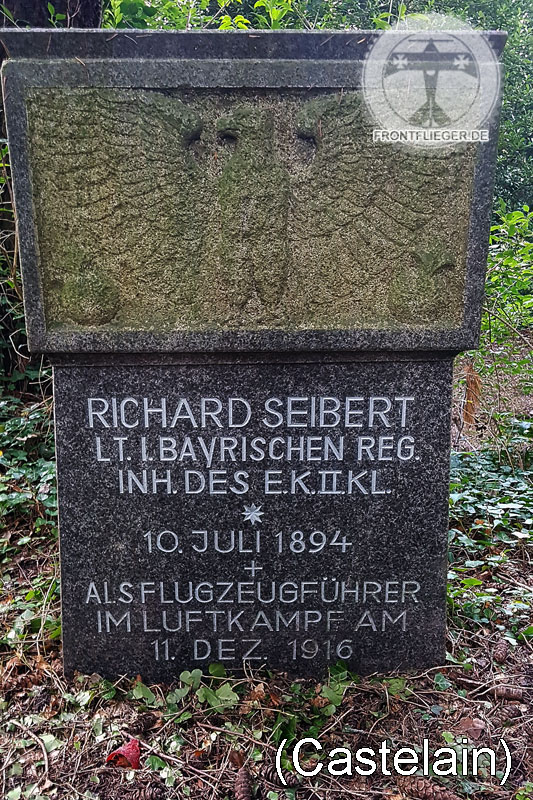 FRONTFLIEGER.DE
RICHARD SEIBERT
LT. I. BAYRISCHEN REG.
INH. DES E.K. II KL.
10. JULI 1894
+
ALS FLUGZEUGFÜHRER
IM LUFTKAMPF AM
11. DEZ. 1916
(Castelain)